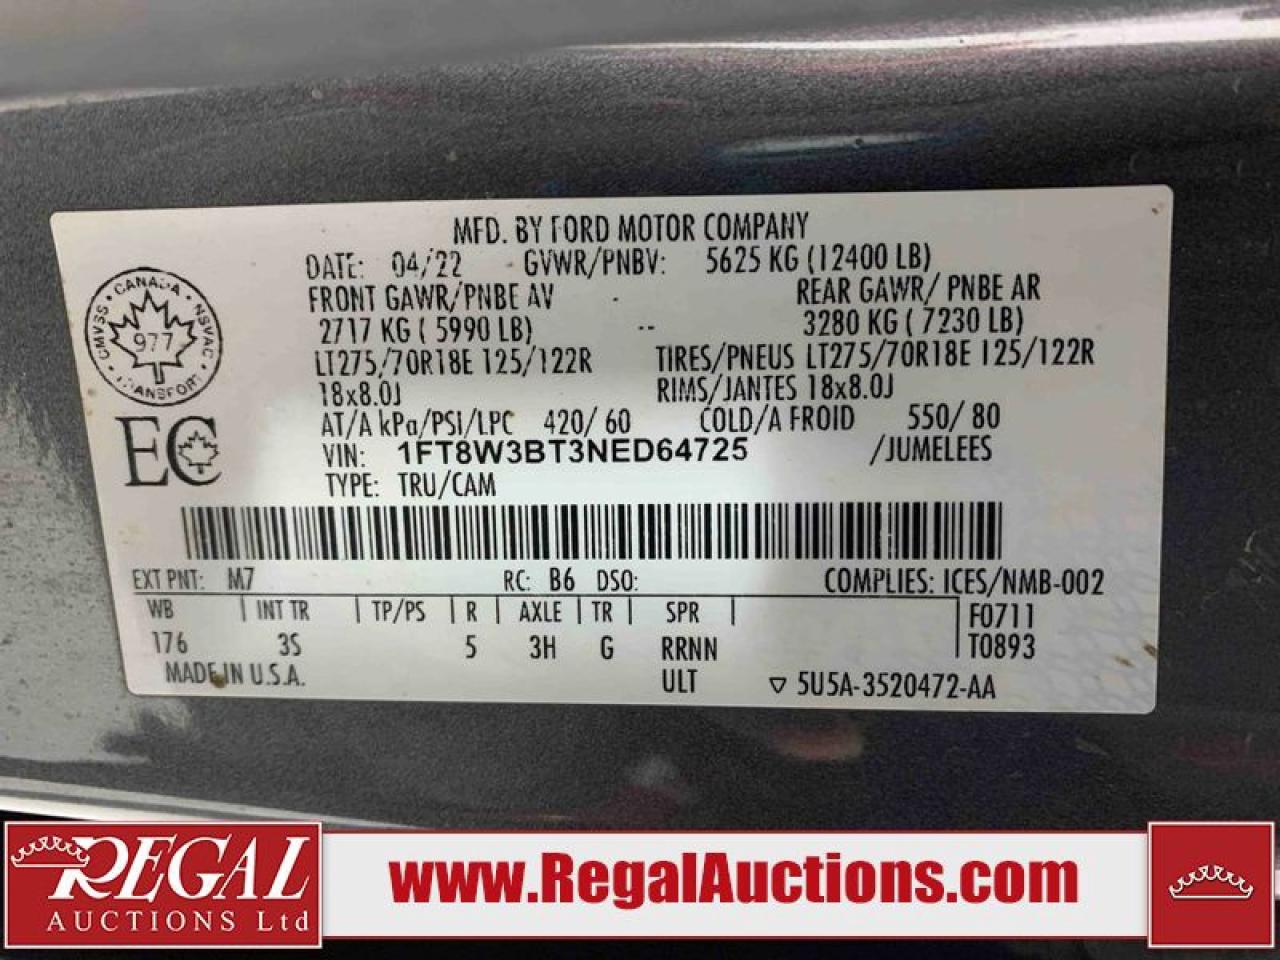 MFD. BY FORD MOTOR COMPANY
DATE: 04/22 GVWR/PNBV: 5625 KG (12400 LB)
FRONT GAWR/PNBE AV REAR GAWR/ PNBE AR
2717 KG ( 5990 LB) -- 3280 KG ( 7230 LB)
LT275/70R18E 125/122R TIRES/PNEUS LT275/70R18E 125/122R
18x8.0J RIMS/JANTES 18x8.0J
AT/A kPa/PSI/LPC 420/ 60 COLD/A FROID 550/ 80
VIN: 1FT8W3BT3NED64725 /JUMELEES
TYPE: TRU/CAM
CANADA
CMVSS • NSVAC
977
TRANSPORT
EC
EXT PNT: M7 RC: B6 DSO: COMPLIES: ICES/NMB-002
WB | INT TR | TP/PS | R | AXLE | TR | SPR | F0711
176 3S 5 3H G RRNN T0893
MADE IN U.S.A. ULT ▽ 5U5A-3520472-AA
REGAL
AUCTIONS Ltd
www.RegalAuctions.com